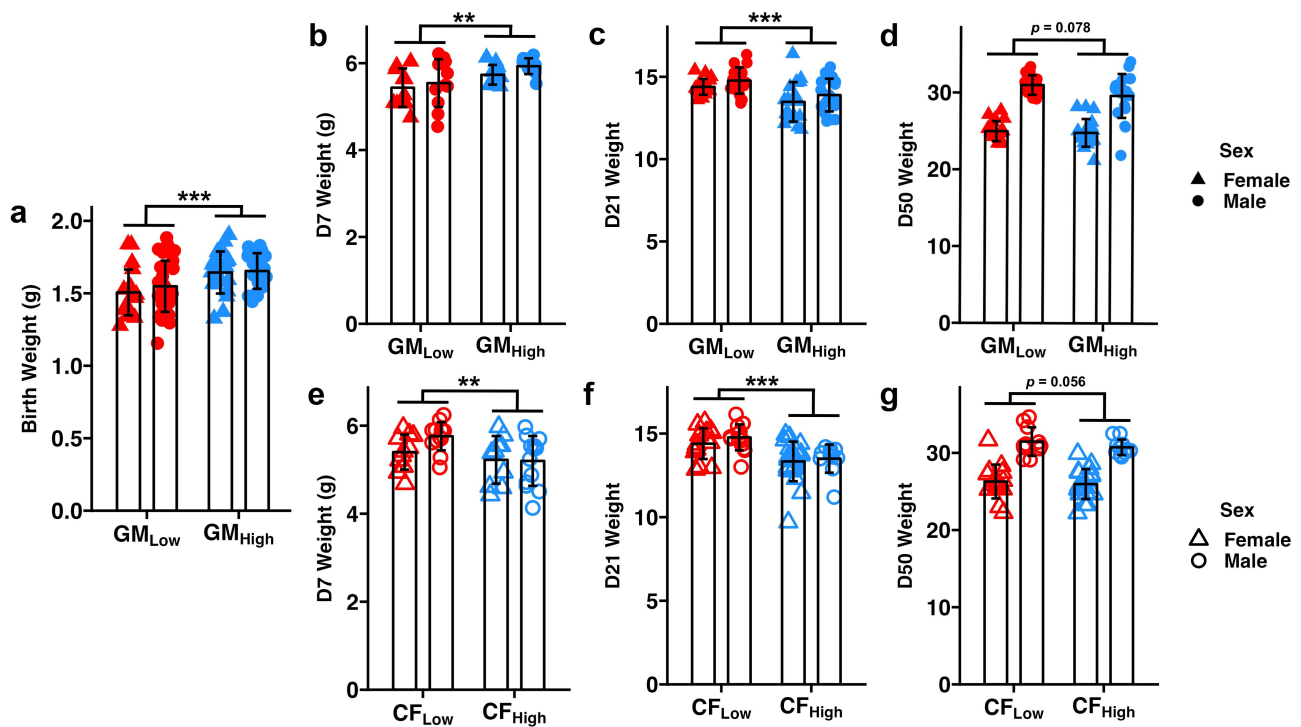 a
***
Birth Weight (g)
2.0
1.5
1.0
0.5
0.0
GMLow GMHigh
b
**
D7 Weight (g)
6
4
2
0
GMLow GMHigh
c
***
D21 Weight
15
10
5
0
GMLow GMHigh
d
p = 0.078
D50 Weight
30
20
10
0
GMLow GMHigh
Sex
Female
Male
e
**
D7 Weight (g)
6
4
2
0
CFLow CFHigh
f
***
D21 Weight
15
10
5
0
CFLow CFHigh
g
p = 0.056
D50 Weight
30
20
10
0
CFLow CFHigh
Sex
Female
Male